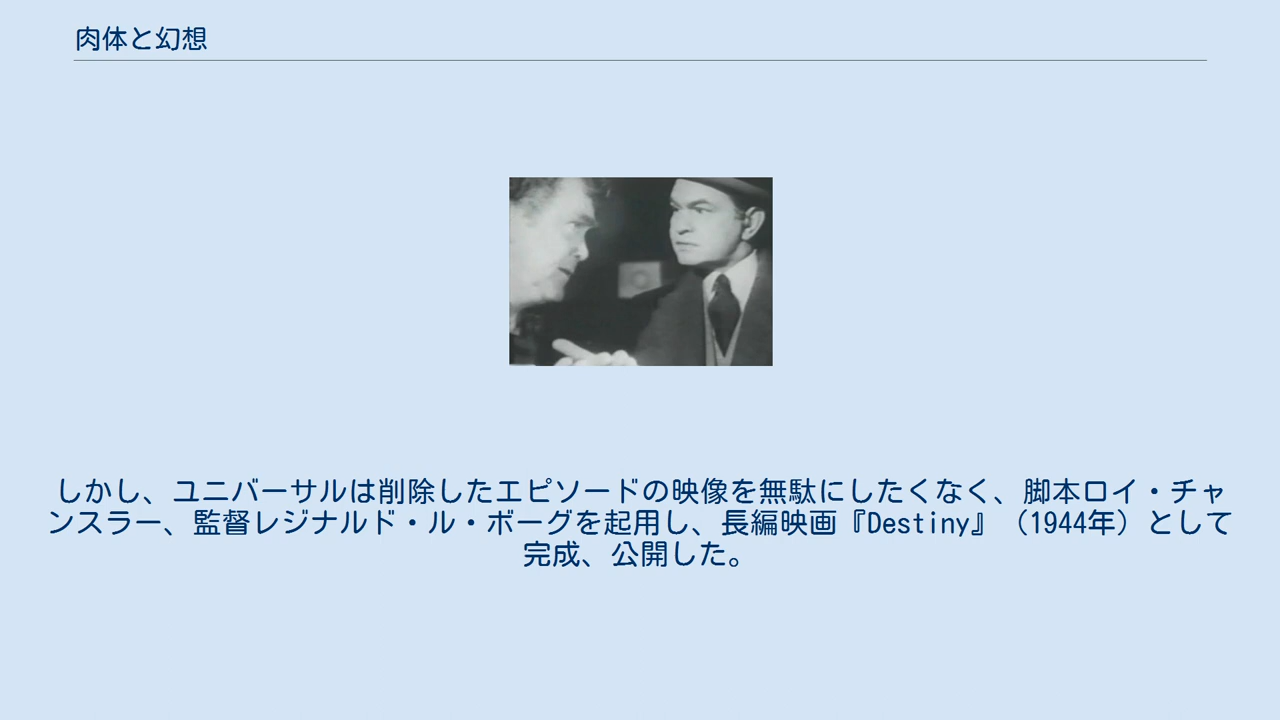 肉体と幻想
しかし、ユニバーサルは削除したエピソードの映像を無駄にしたくなく、脚本ロイ・チャ
ンスラー、監督レジナルド・ル・ボーグを起用し、長編映画『Destiny』（1944年）として
完成、公開した。